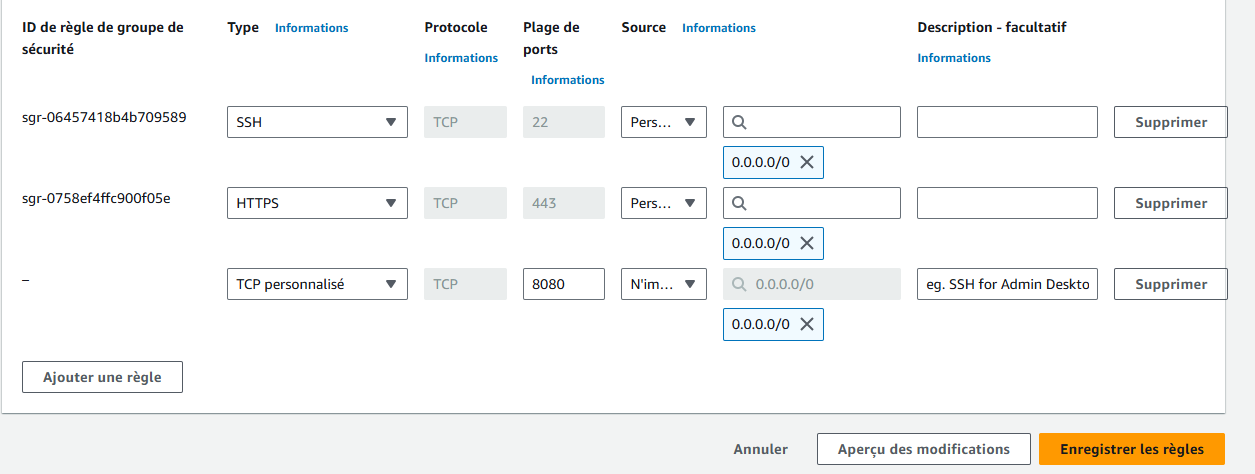 ID de règle de groupe de sécurité
Type Informations
Protocole Informations
Plage de ports Informations
Source Informations
Description - facultatif Informations
sgr-06457418b4b709589 SSH TCP 22 Pers... Supprimer
0.0.0.0/0
sgr-0758ef4ffc900f05e HTTPS TCP 443 Pers... Supprimer
0.0.0.0/0
– TCP personnalisé TCP 8080 N'im... 0.0.0.0/0 eg. SSH for Admin Deskto Supprimer
0.0.0.0/0
Ajouter une règle
Annuler Aperçu des modifications Enregistrer les règles